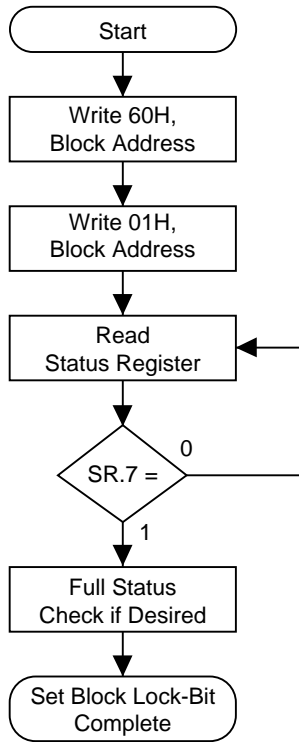 Start
Write 60H,
Block Address
Write 01H,
Block Address
Read
Status Register
0
SR.7 =
1
Full Status
Check if Desired
Set Block Lock-Bit
Complete